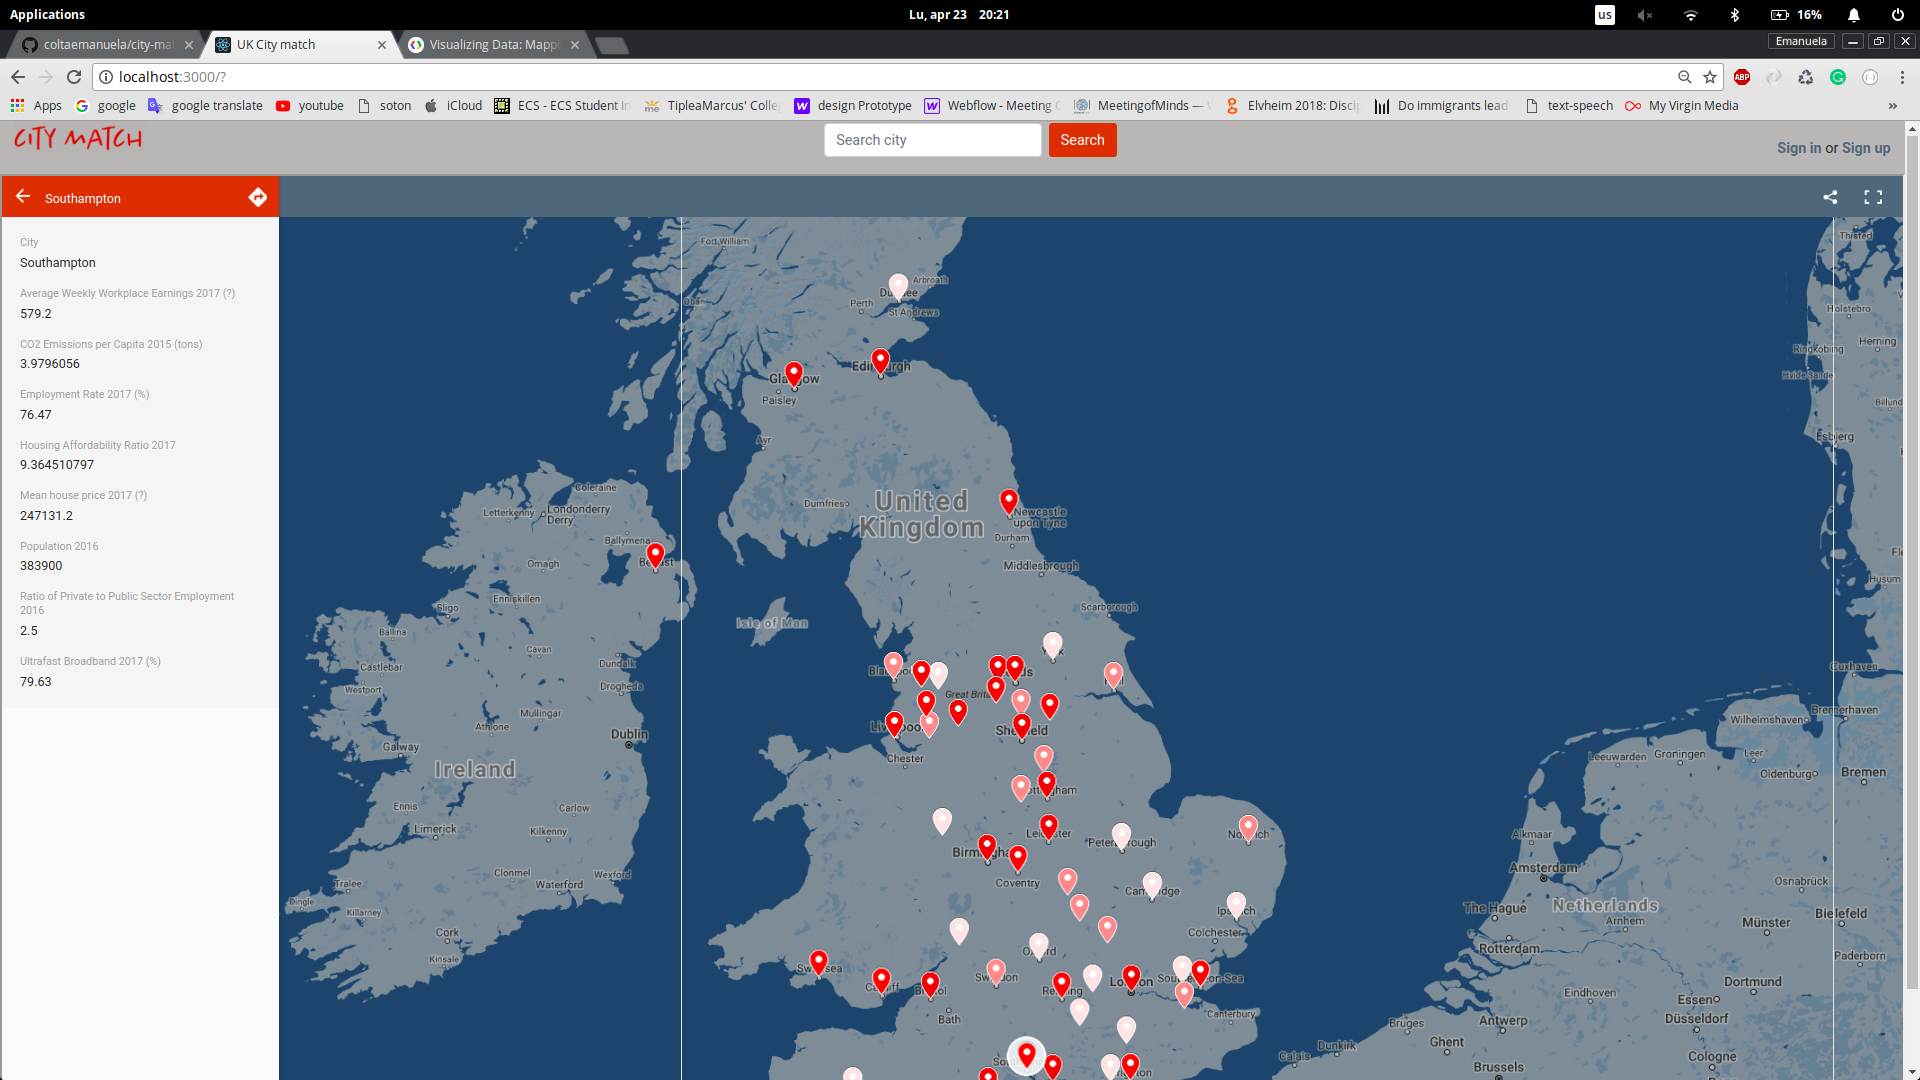 Applications
Lu, apr 23 20:21
us
16%
coltaemanuela/city-mat
UK City match
Visualizing Data: Mappi
Emanuela
localhost:3000/?
Apps
google
google translate
youtube
soton
iCloud
ECS - ECS Student In
TipleaMarcus' Colle
design Prototype
Webflow - Meeting
MeetingofMinds —
Elvheim 2018: Discip
Do immigrants lead
text-speech
My Virgin Media
CITY MATCH
Search city
Search
Sign in or Sign up
Southampton
City
Southampton
Average Weekly Workplace Earnings 2017 (?)
579.2
CO2 Emissions per Capita 2015 (tons)
3.9796056
Employment Rate 2017 (%)
76.47
Housing Affordability Ratio 2017
9.364510797
Mean house price 2017 (?)
247131.2
Population 2016
383900
Ratio of Private to Public Sector Employment
2016
2.5
Ultrafast Broadband 2017 (%)
79.63
Fort William
Oban
Arbroath
Perth
St Andrews
Glasgow
Edinburgh
Paisley
Ayr
Dumfries
United
Kingdom
Newcastle
upon Tyne
Durham
Middlesbrough
Scarborough
Isle of Man
Great Brit
Sheffield
Chester
Nottingham
Leicester
Birmingha
Coventry
Peterborough
Norwich
Cambridge
Ipswich
Colchester
Oxford
Swansea
Cardiff
Bristol
Swindon
Reading
London
Canterbury
Bath
Coleraine
Letterkenny
Londonderry
Derry
Ballymena
Belfast
Omagh
Enniskillen
Sligo
Ballina
Castlebar
Westport
Cavan
Dundalk
Drogheda
Mullingar
Athlone
Dublin
Galway
Ireland
Ennis
Carlow
Limerick
Kilkenny
Clonmel
Wexford
Waterford
Tralee
Dingle
Killarney
Cork
Kinsale
Thisted
Holstebro
Herning
Ringkobing
Hvide Sande
Billund
Esbjerg
Husum
Cuxhaven
Bremerhaven
Wilhelmshaven
Leer
Oldenburg
Bremen
Groningen
Leeuwarden
Alkmaar
Amsterdam
Netherlands
The Hague
Arnhem
Rotterdam
Osnabrück
Münster
Bielefeld
Paderborn
Dortmund
Essen
Düsseldorf
Eindhoven
Antwerp
Bruges
Ghent
Dunkirk
Calais
Brussels
Cologne